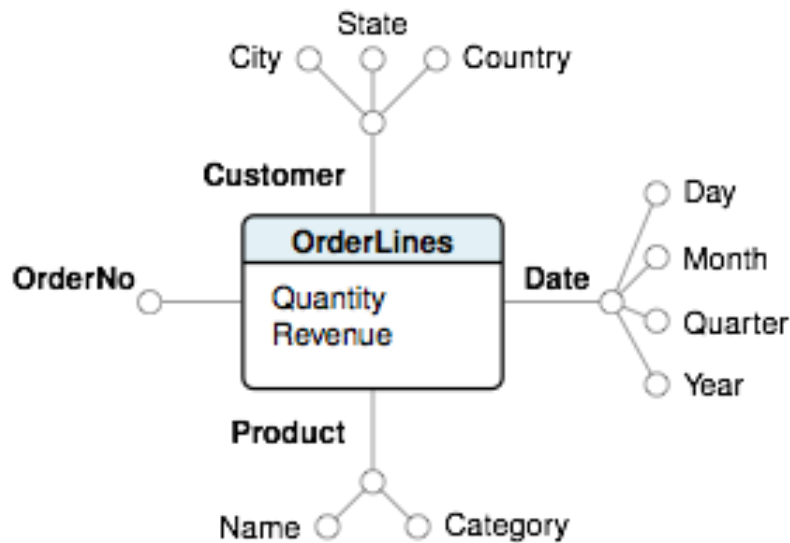 State
City
Country
Customer
Day
OrderLines
Month
OrderNo
Date
Quantity
Revenue
Quarter
Year
Product
Name
Category